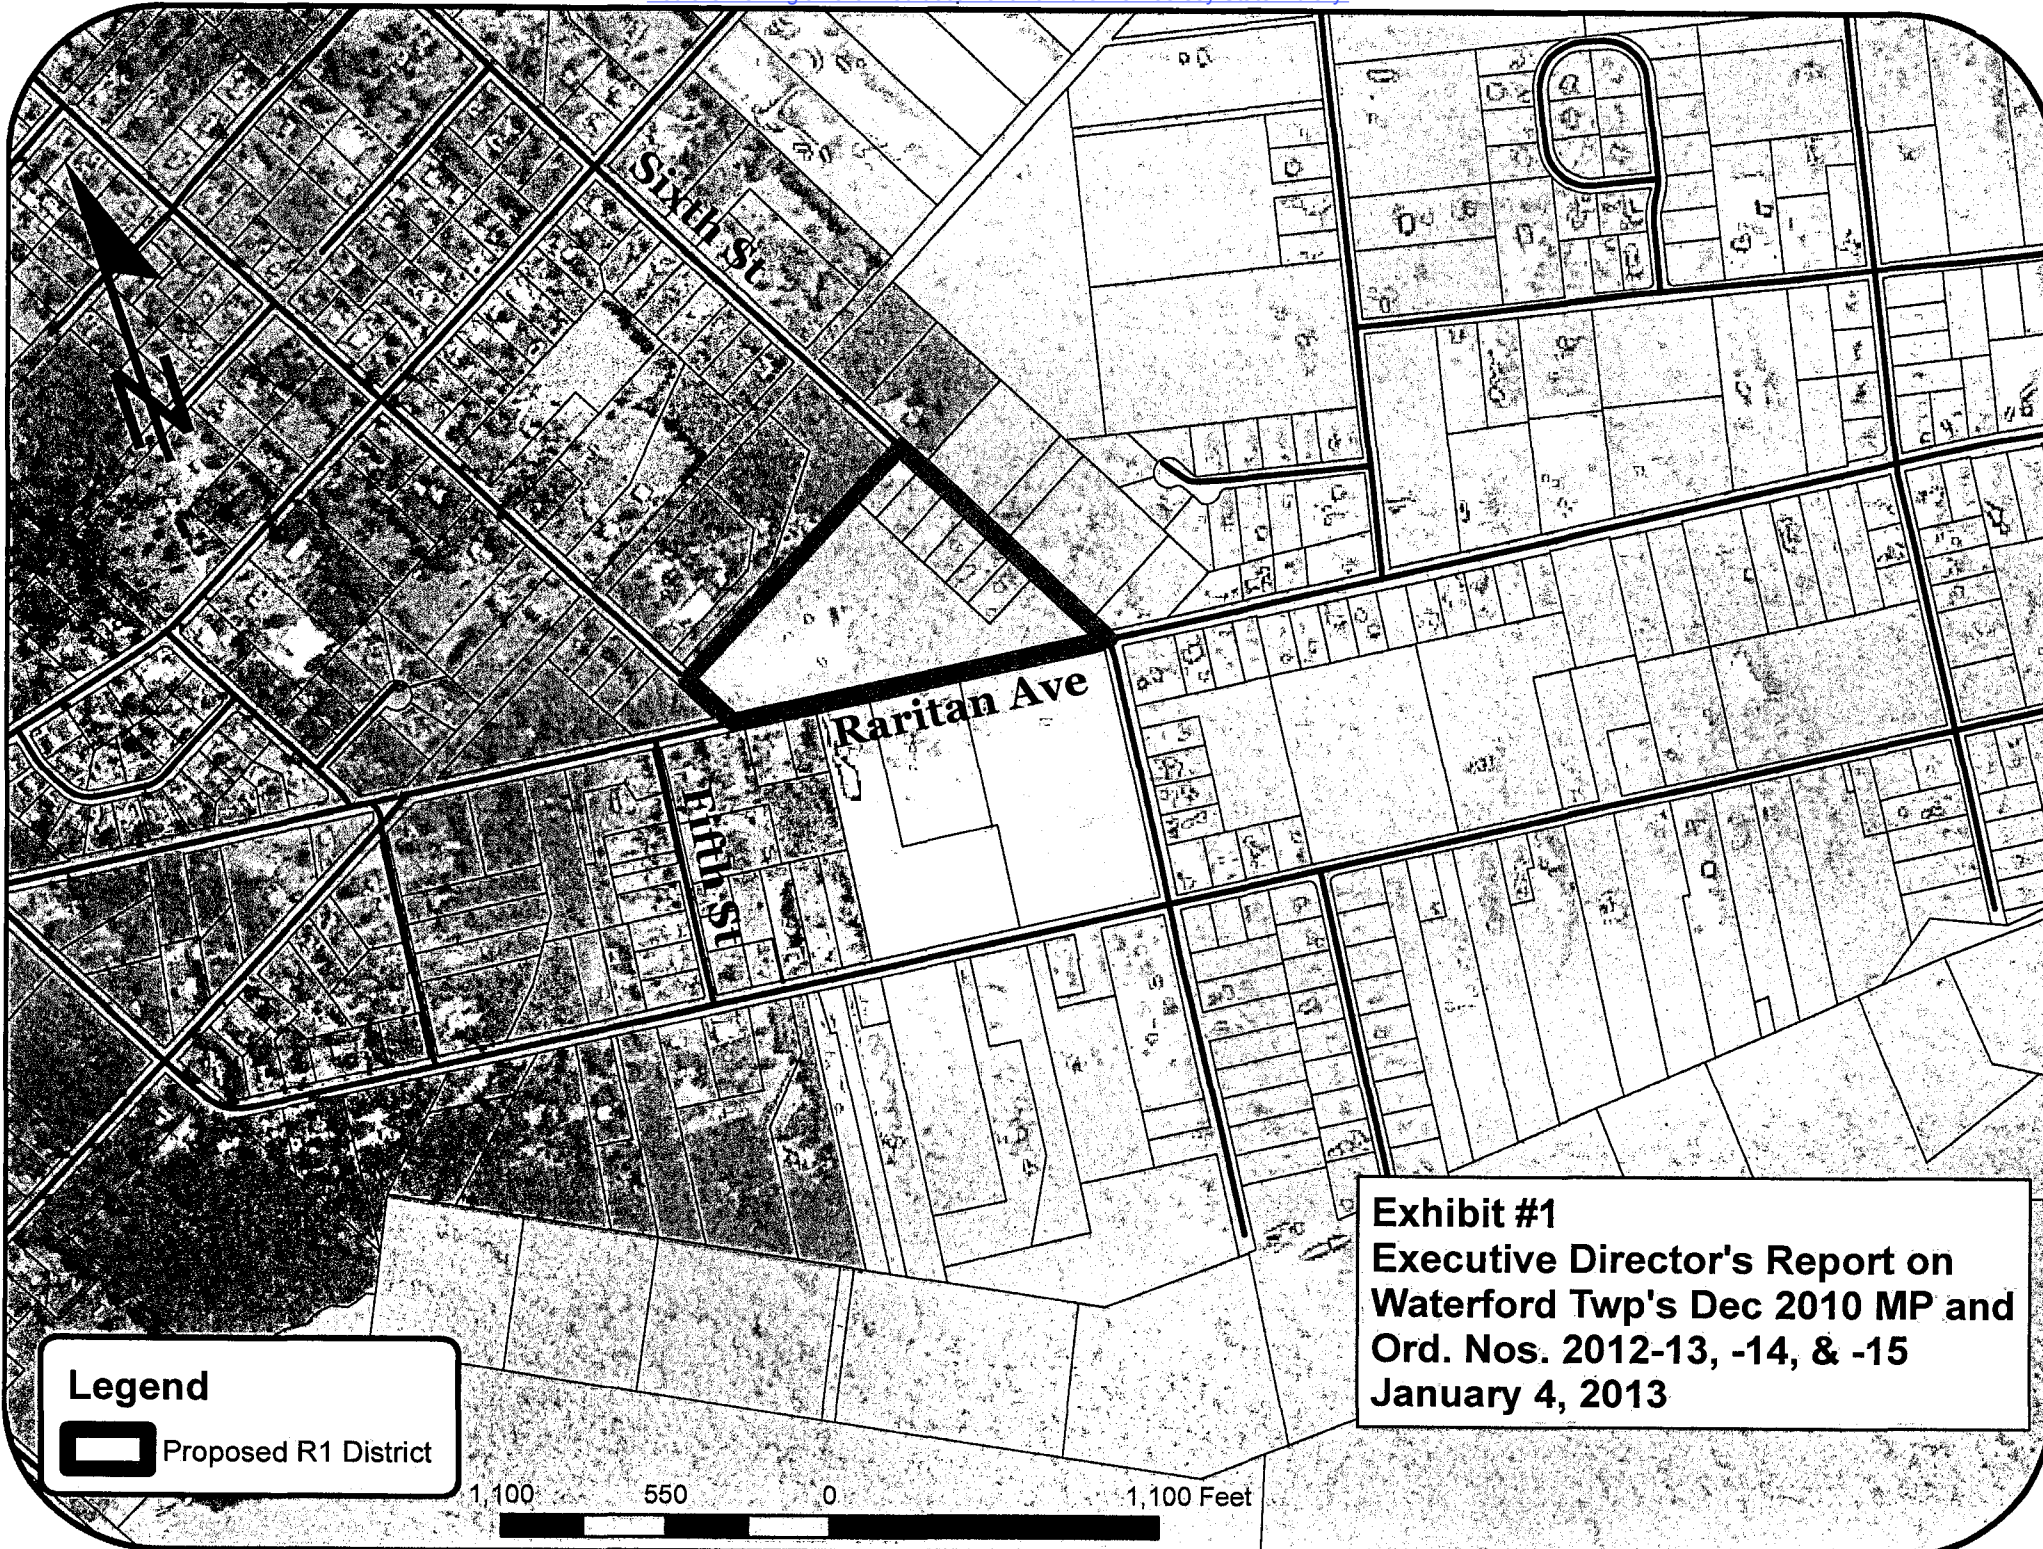 Sixth St
Raritan Ave
Fifth St
N
Exhibit #1
Executive Director's Report on
Waterford Twp's Dec 2010 MP and
Ord. Nos. 2012-13, -14, & -15
January 4, 2013
Legend
Proposed R1 District
1,100 550 0 1,100 Feet